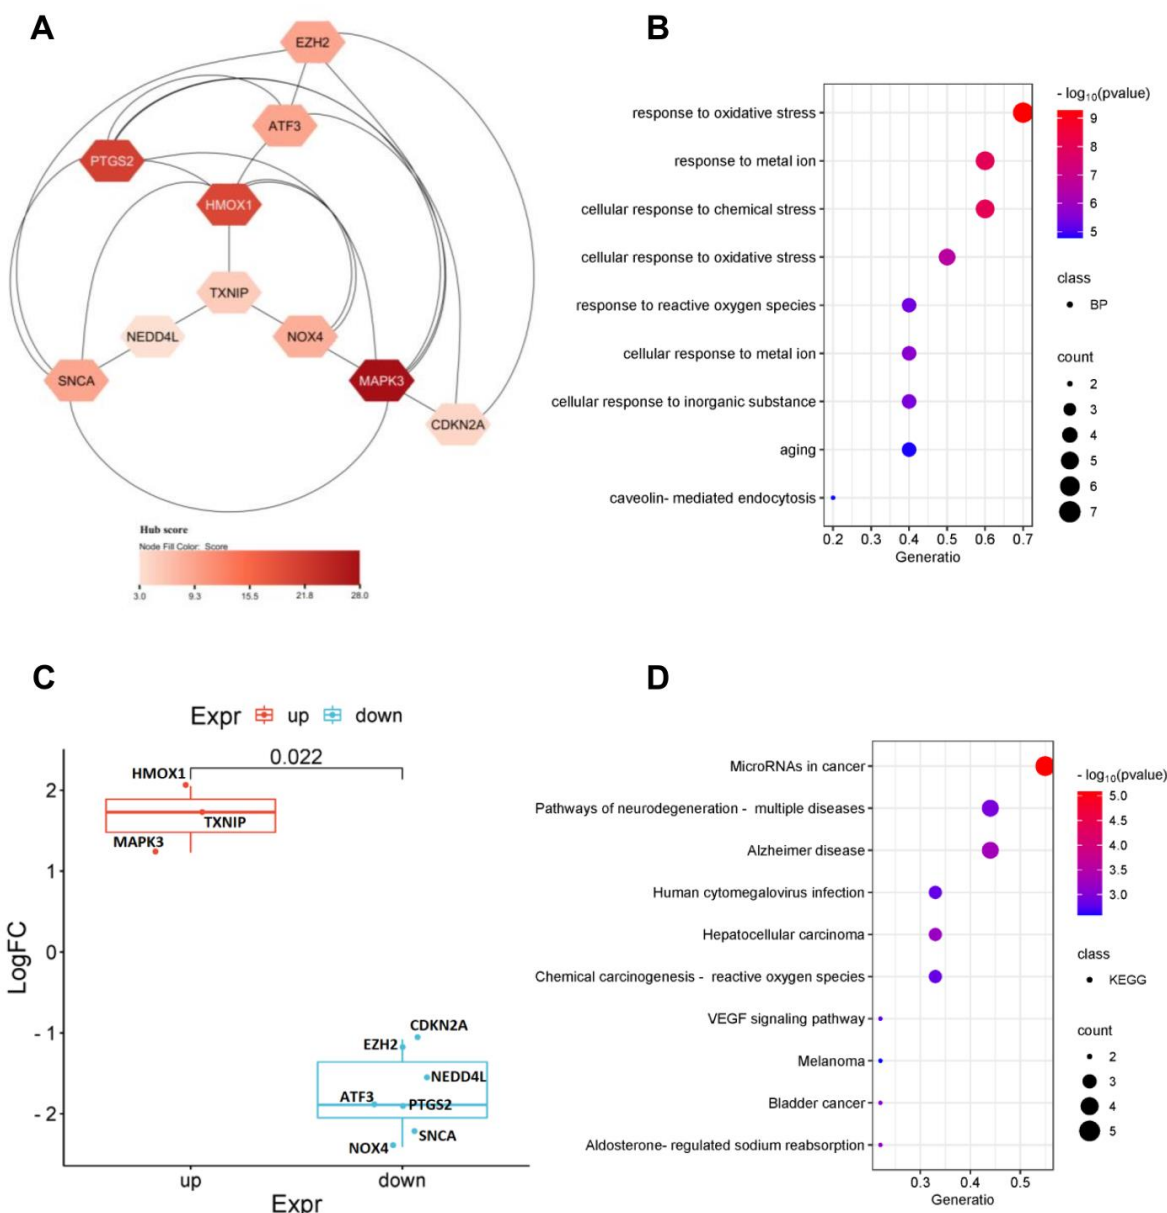 A
EZH2
ATF3
PTGS2
HMOX1
TXNIP
NEDD4L
NOX4
SNCA
MAPK3
CDKN2A
Hub score
Node Fill Color: Score
3.0 9.3 15.5 21.8 28.0
B
response to oxidative stress
response to metal ion
cellular response to chemical stress
cellular response to oxidative stress
response to reactive oxygen species
cellular response to metal ion
cellular response to inorganic substance
aging
caveolin- mediated endocytosis
0.2 0.3 0.4 0.5 0.6 0.7
Generatio
- log10(pvalue)
9
8
7
6
5
class
BP
count
2
3
4
5
6
7
C
Expr up down
0.022
HMOX1
TXNIP
MAPK3
CDKN2A
EZH2
NEDD4L
ATF3
PTGS2
SNCA
NOX4
2
1
0
- 1
- 2
LogFC
up down
Expr
D
MicroRNAs in cancer
Pathways of neurodegeneration - multiple diseases
Alzheimer disease
Human cytomegalovirus infection
Hepatocellular carcinoma
Chemical carcinogenesis - reactive oxygen species
VEGF signaling pathway
Melanoma
Bladder cancer
Aldosterone- regulated sodium reabsorption
0.3 0.4 0.5
Generatio
- log10(pvalue)
5.0
4.5
4.0
3.5
3.0
class
KEGG
count
2
3
4
5